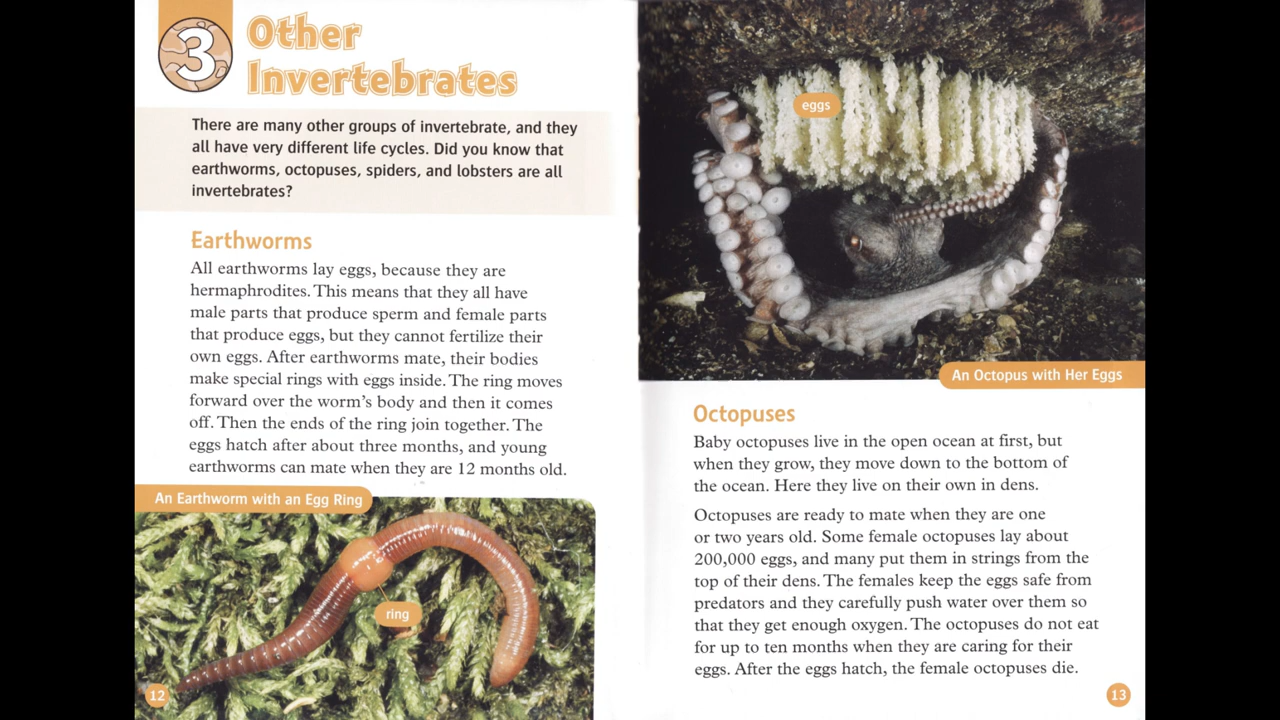 3
Other
Invertebrates
There are many other groups of invertebrate, and they
all have very different life cycles. Did you know that
earthworms, octopuses, spiders, and lobsters are all
invertebrates?
Earthworms
All earthworms lay eggs, because they are
hermaphrodites. This means that they all have
male parts that produce sperm and female parts
that produce eggs, but they cannot fertilize their
own eggs. After earthworms mate, their bodies
make special rings with eggs inside. The ring moves
forward over the worm's body and then it comes
off. Then the ends of the ring join together. The
eggs hatch after about three months, and young
earthworms can mate when they are 12 months old.
An Earthworm with an Egg Ring
ring
12
eggs
An Octopus with Her Eggs
Octopuses
Baby octopuses live in the open ocean at first, but
when they grow, they move down to the bottom of
the ocean. Here they live on their own in dens.
Octopuses are ready to mate when they are one
or two years old. Some female octopuses lay about
200,000 eggs, and many put them in strings from the
top of their dens. The females keep the eggs safe from
predators and they carefully push water over them so
that they get enough oxygen. The octopuses do not eat
for up to ten months when they are caring for their
eggs. After the eggs hatch, the female octopuses die.
13